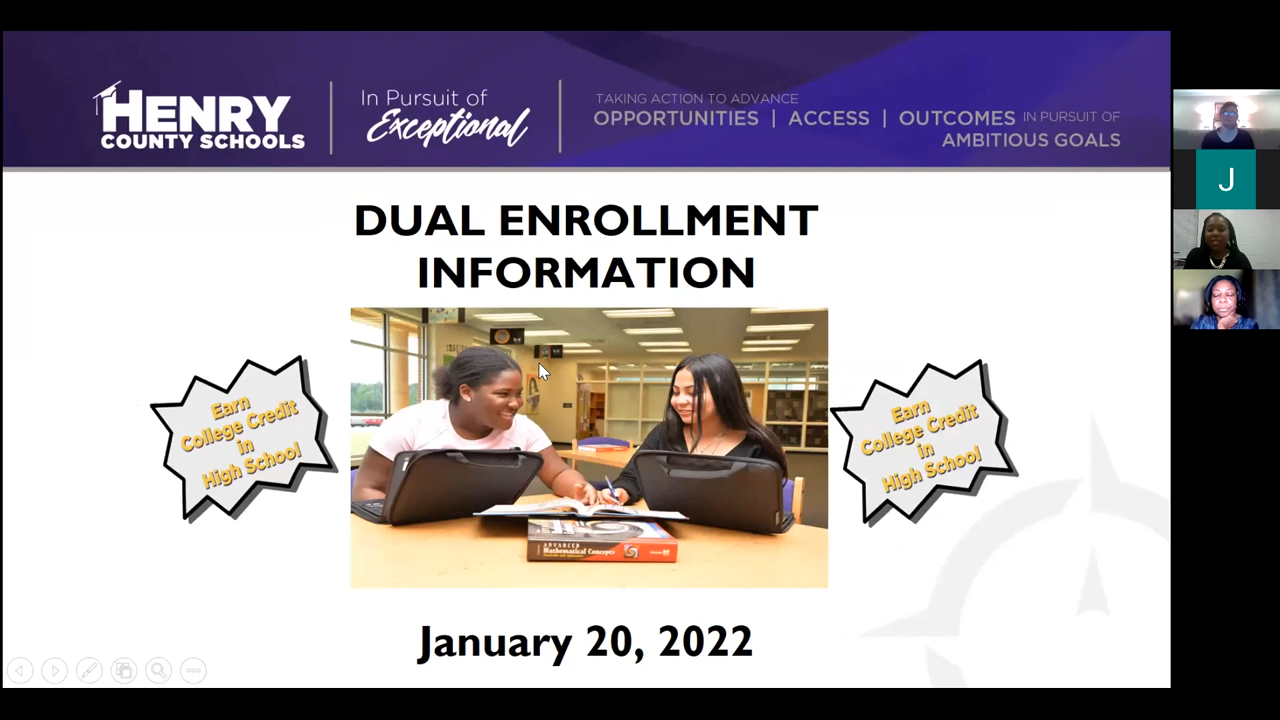 HENRY
COUNTY SCHOOLS
In Pursuit of
Exceptional
TAKING ACTION TO ADVANCE
OPPORTUNITIES | ACCESS | OUTCOMES IN PURSUIT OF
AMBITIOUS GOALS
DUAL ENROLLMENT
INFORMATION
Earn
College Credit
in
High School
Earn
College Credit
in
High School
ADVANCED
Mathematical Concepts
January 20, 2022
J